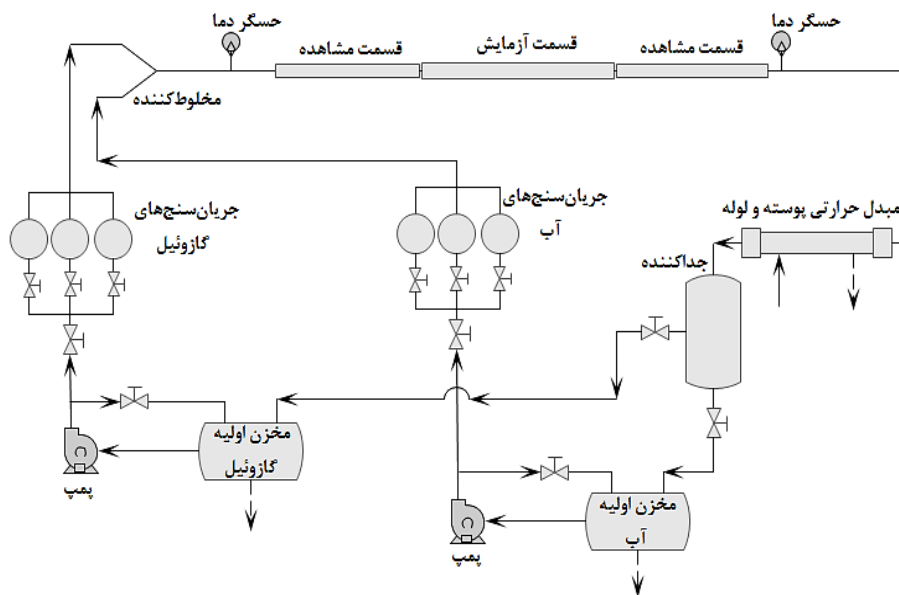 حسگر دما
حسگر دما
قسمت مشاهده
قسمت آزمایش
قسمت مشاهده
مخلوط‌کننده
جریان‌سنج‌های
گازوئیل
جریان‌سنج‌های
آب
مبدل حرارتی پوسته و لوله
جداکننده
مخزن اولیه
گازوئیل
پمپ
مخزن اولیه
آب
پمپ